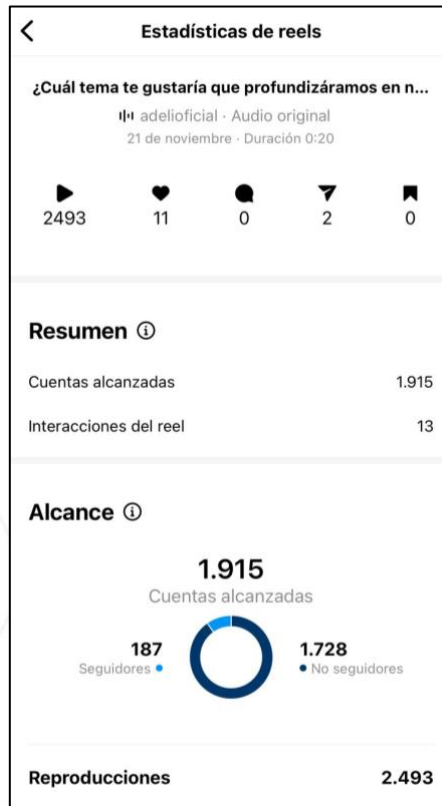 Estadísticas de reels
¿Cuál tema te gustaría que profundizáramos en n...
adelioficial · Audio original
21 de noviembre · Duración 0:20
2493 11 0 2 0
Resumen
Cuentas alcanzadas 1.915
Interacciones del reel 13
Alcance
1.915
Cuentas alcanzadas
187 1.728
Seguidores • • No seguidores
Reproducciones 2.493